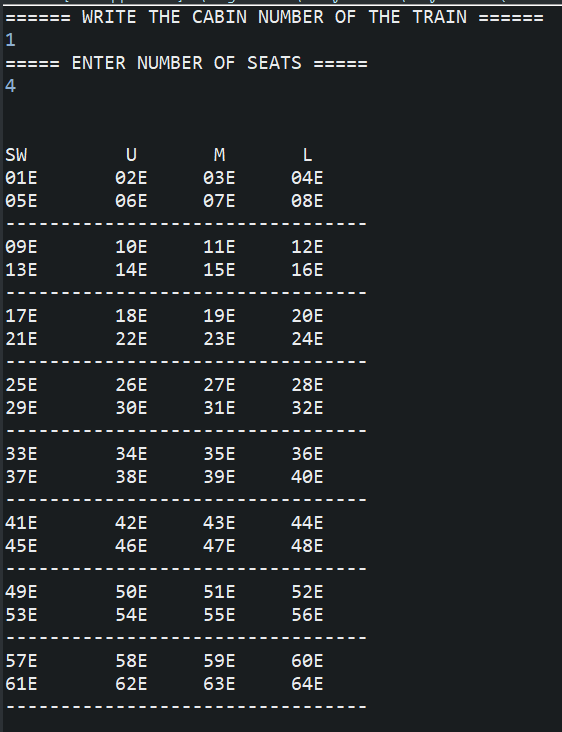 ====== WRITE THE CABIN NUMBER OF THE TRAIN ======
1
===== ENTER NUMBER OF SEATS =====
4
SW U M L
01E 02E 03E 04E
05E 06E 07E 08E
---------------------------------
09E 10E 11E 12E
13E 14E 15E 16E
---------------------------------
17E 18E 19E 20E
21E 22E 23E 24E
---------------------------------
25E 26E 27E 28E
29E 30E 31E 32E
---------------------------------
33E 34E 35E 36E
37E 38E 39E 40E
---------------------------------
41E 42E 43E 44E
45E 46E 47E 48E
---------------------------------
49E 50E 51E 52E
53E 54E 55E 56E
---------------------------------
57E 58E 59E 60E
61E 62E 63E 64E
---------------------------------